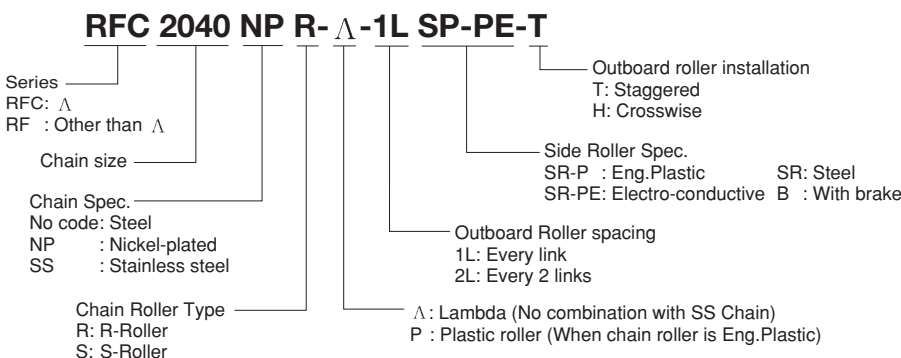 RFC 2040 NP R-Λ-1L SP-PE-T
Series
RFC: Λ
RF : Other than Λ
Chain size
Chain Spec.
No code: Steel
NP : Nickel-plated
SS : Stainless steel
Chain Roller Type
R: R-Roller
S: S-Roller
Outboard roller installation
T: Staggered
H: Crosswise
Side Roller Spec.
SR-P : Eng.Plastic SR: Steel
SR-PE: Electro-conductive B : With brake
Outboard Roller spacing
1L: Every link
2L: Every 2 links
Λ: Lambda (No combination with SS Chain)
P : Plastic roller (When chain roller is Eng.Plastic)